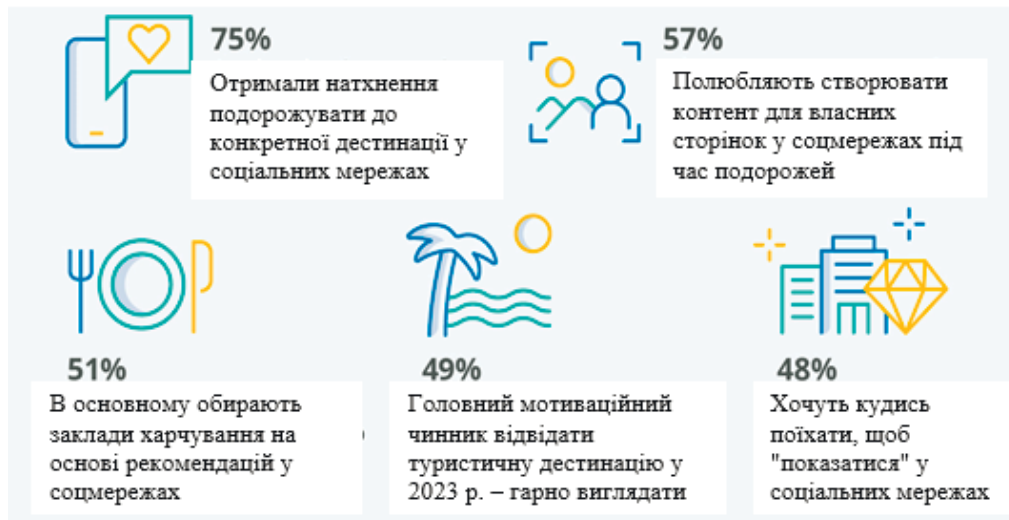 75%
Отримали натхнення
подорожувати до
конкретної дестинації у
соціальних мережах
57%
Полюбляють створювати
контент для власних
сторінок у соцмережах під
час подорожей
51%
В основному обирають
заклади харчування на
основі рекомендацій у
соцмережах
49%
Головний мотиваційний
чинник відвідати
туристичну дестинацію у
2023 р. – гарно виглядати
48%
Хочуть кудись
поїхати, щоб
"показатися" у
соціальних мережах